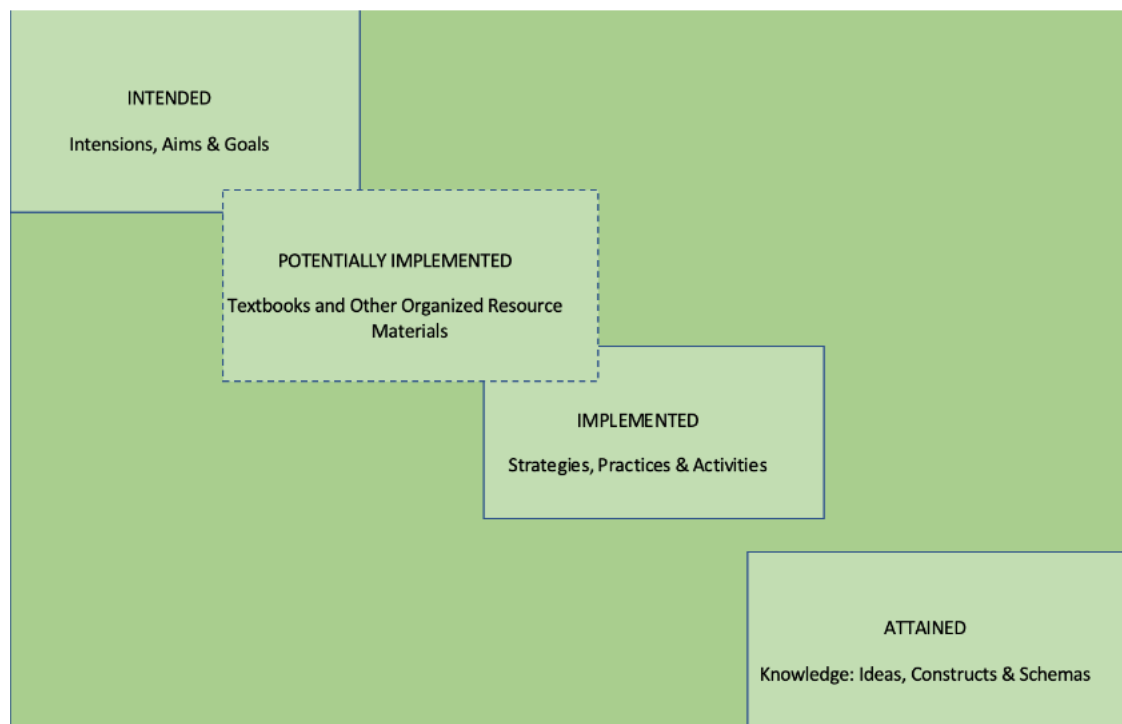 INTENDED
Intensions, Aims & Goals
POTENTIALLY IMPLEMENTED
Textbooks and Other Organized Resource
Materials
IMPLEMENTED
Strategies, Practices & Activities
ATTAINED
Knowledge: Ideas, Constructs & Schemas